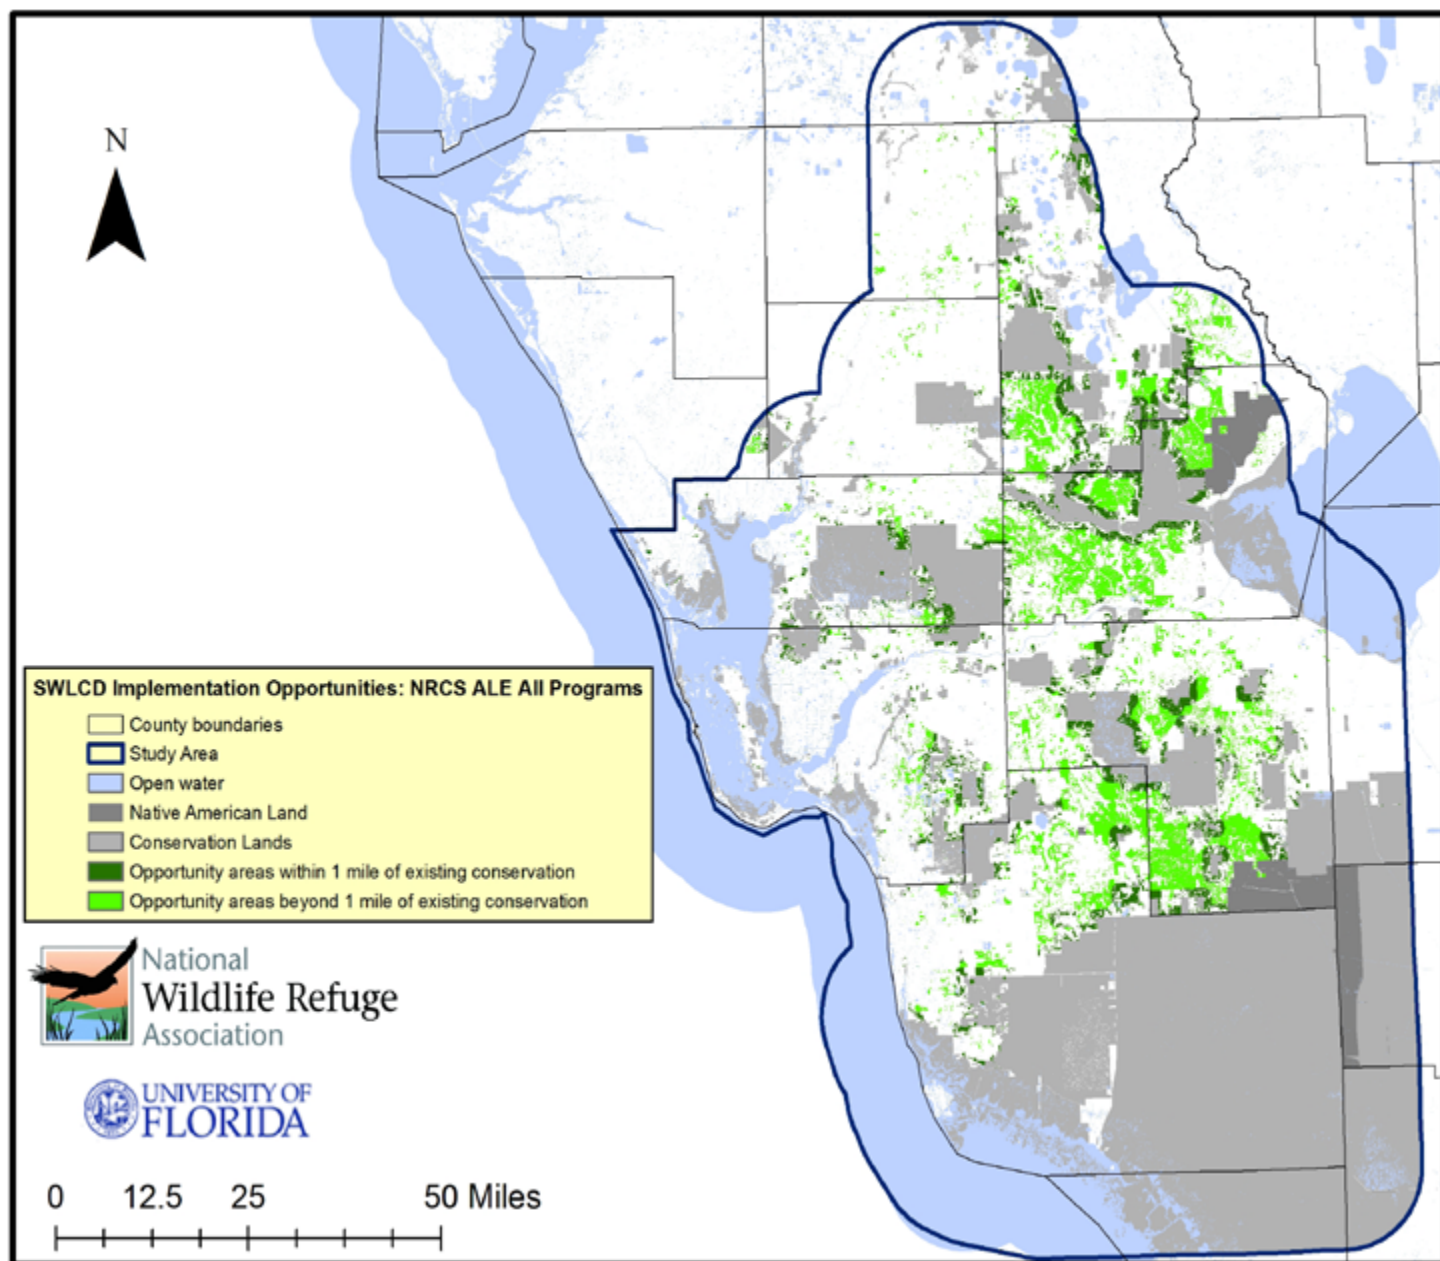 N
SWLCD Implementation Opportunities: NRCS ALE All Programs
County boundaries
Study Area
Open water
Native American Land
Conservation Lands
Opportunity areas within 1 mile of existing conservation
Opportunity areas beyond 1 mile of existing conservation
National
Wildlife Refuge
Association
UNIVERSITY OF
FLORIDA
0 12.5 25 50 Miles